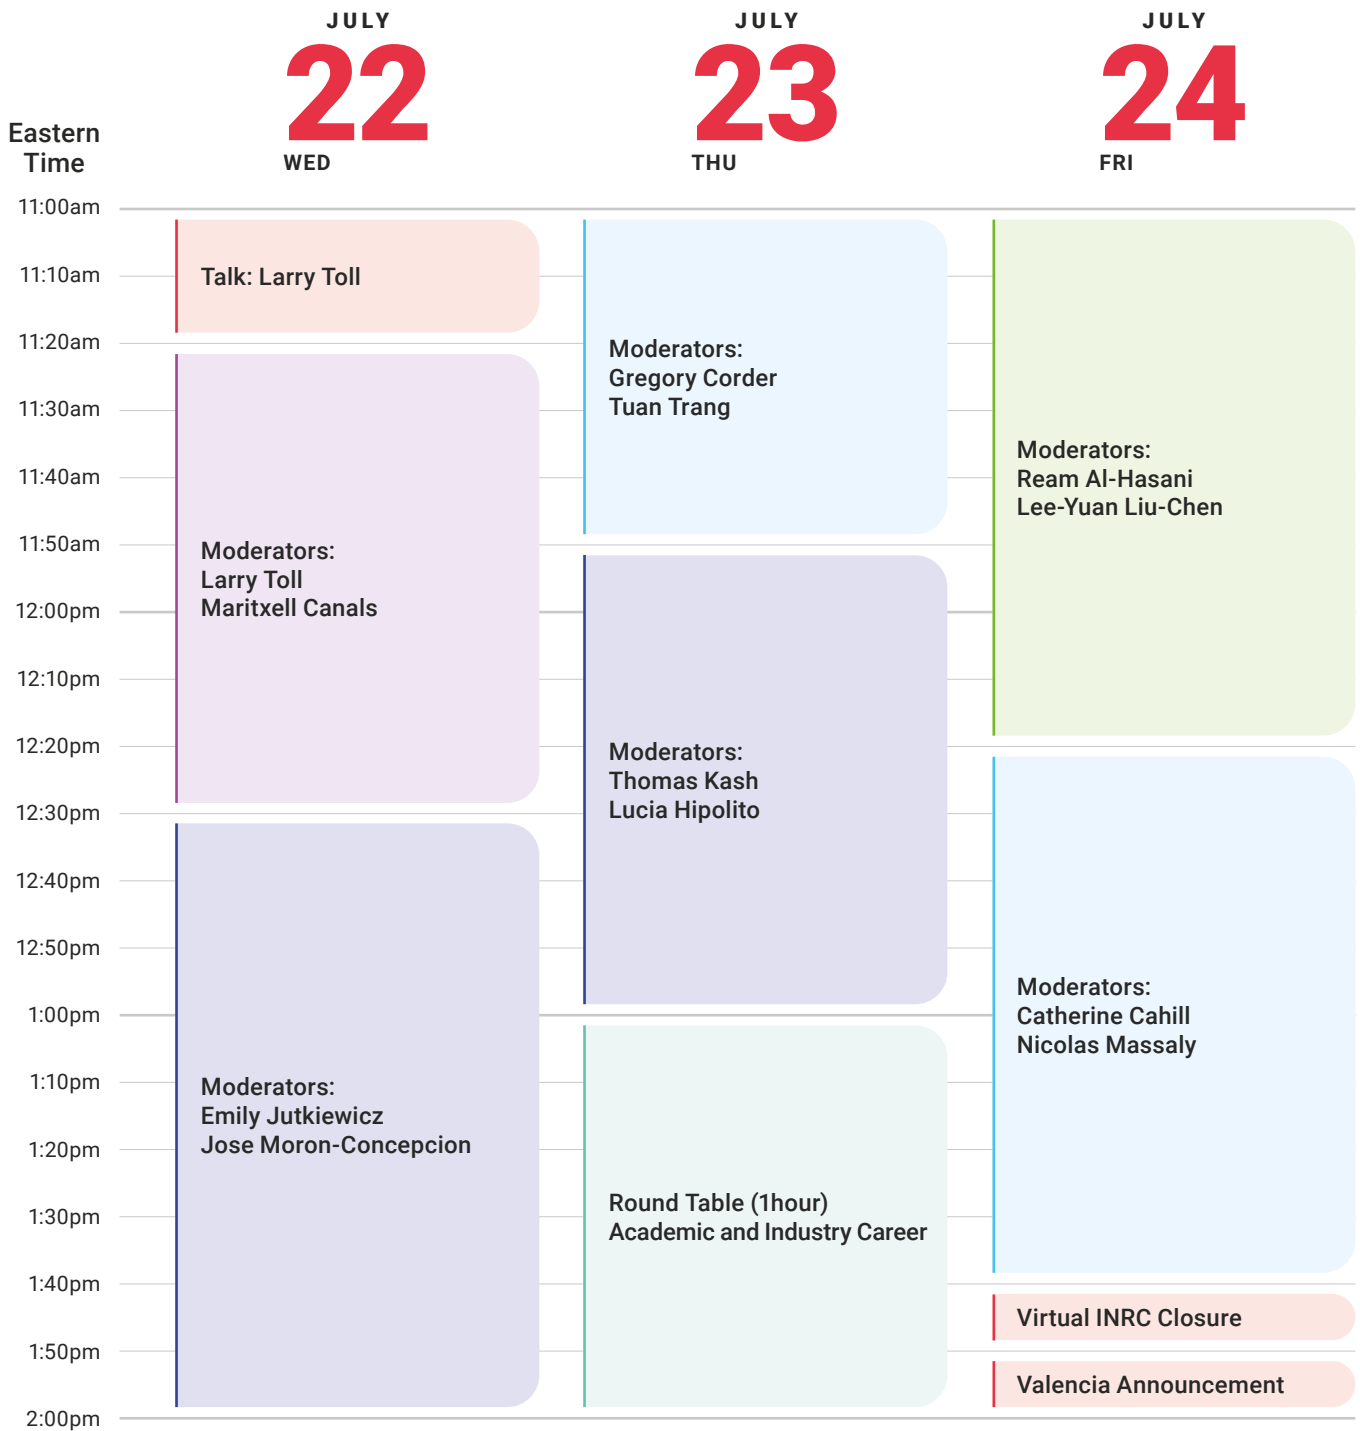 JULY
22
WED
JULY
23
THU
JULY
24
FRI
Eastern
Time
11:00am
11:10am
11:20am
11:30am
11:40am
11:50am
12:00pm
12:10pm
12:20pm
12:30pm
12:40pm
12:50pm
1:00pm
1:10pm
1:20pm
1:30pm
1:40pm
1:50pm
2:00pm
Talk: Larry Toll
Moderators:
Larry Toll
Maritxell Canals
Moderators:
Emily Jutkiewicz
Jose Moron-Concepcion
Moderators:
Gregory Corder
Tuan Trang
Moderators:
Thomas Kash
Lucia Hipolito
Round Table (1hour)
Academic and Industry Career
Moderators:
Ream Al-Hasani
Lee-Yuan Liu-Chen
Moderators:
Catherine Cahill
Nicolas Massaly
Virtual INRC Closure
Valencia Announcement